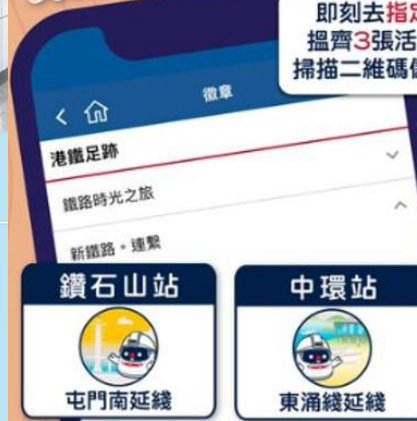 即刻去指定
搵齊3張活
掃描二維碼
徽章
港鐵足跡
鐵路時光之旅
新鐵路。連繫
鑽石山站
屯門南延綫
中環站
東涌綫延綫